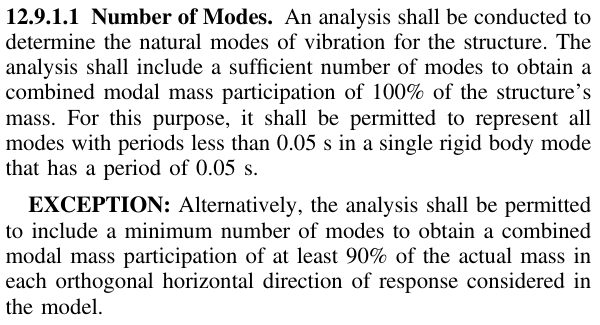 12.9.1.1 Number of Modes. An analysis shall be conducted to
determine the natural modes of vibration for the structure. The
analysis shall include a sufficient number of modes to obtain a
combined modal mass participation of 100% of the structure's
mass. For this purpose, it shall be permitted to represent all
modes with periods less than 0.05 s in a single rigid body mode
that has a period of 0.05 s.
EXCEPTION: Alternatively, the analysis shall be permitted
to include a minimum number of modes to obtain a combined
modal mass participation of at least 90% of the actual mass in
each orthogonal horizontal direction of response considered in
the model.